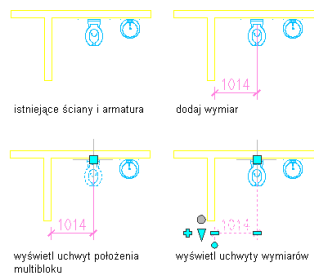 1014
istniejące ściany i armatura
dodaj wymiar
1014
1014
wyświetl uchwyt położenia
multibloku
wyświetl uchwyty wymiarów